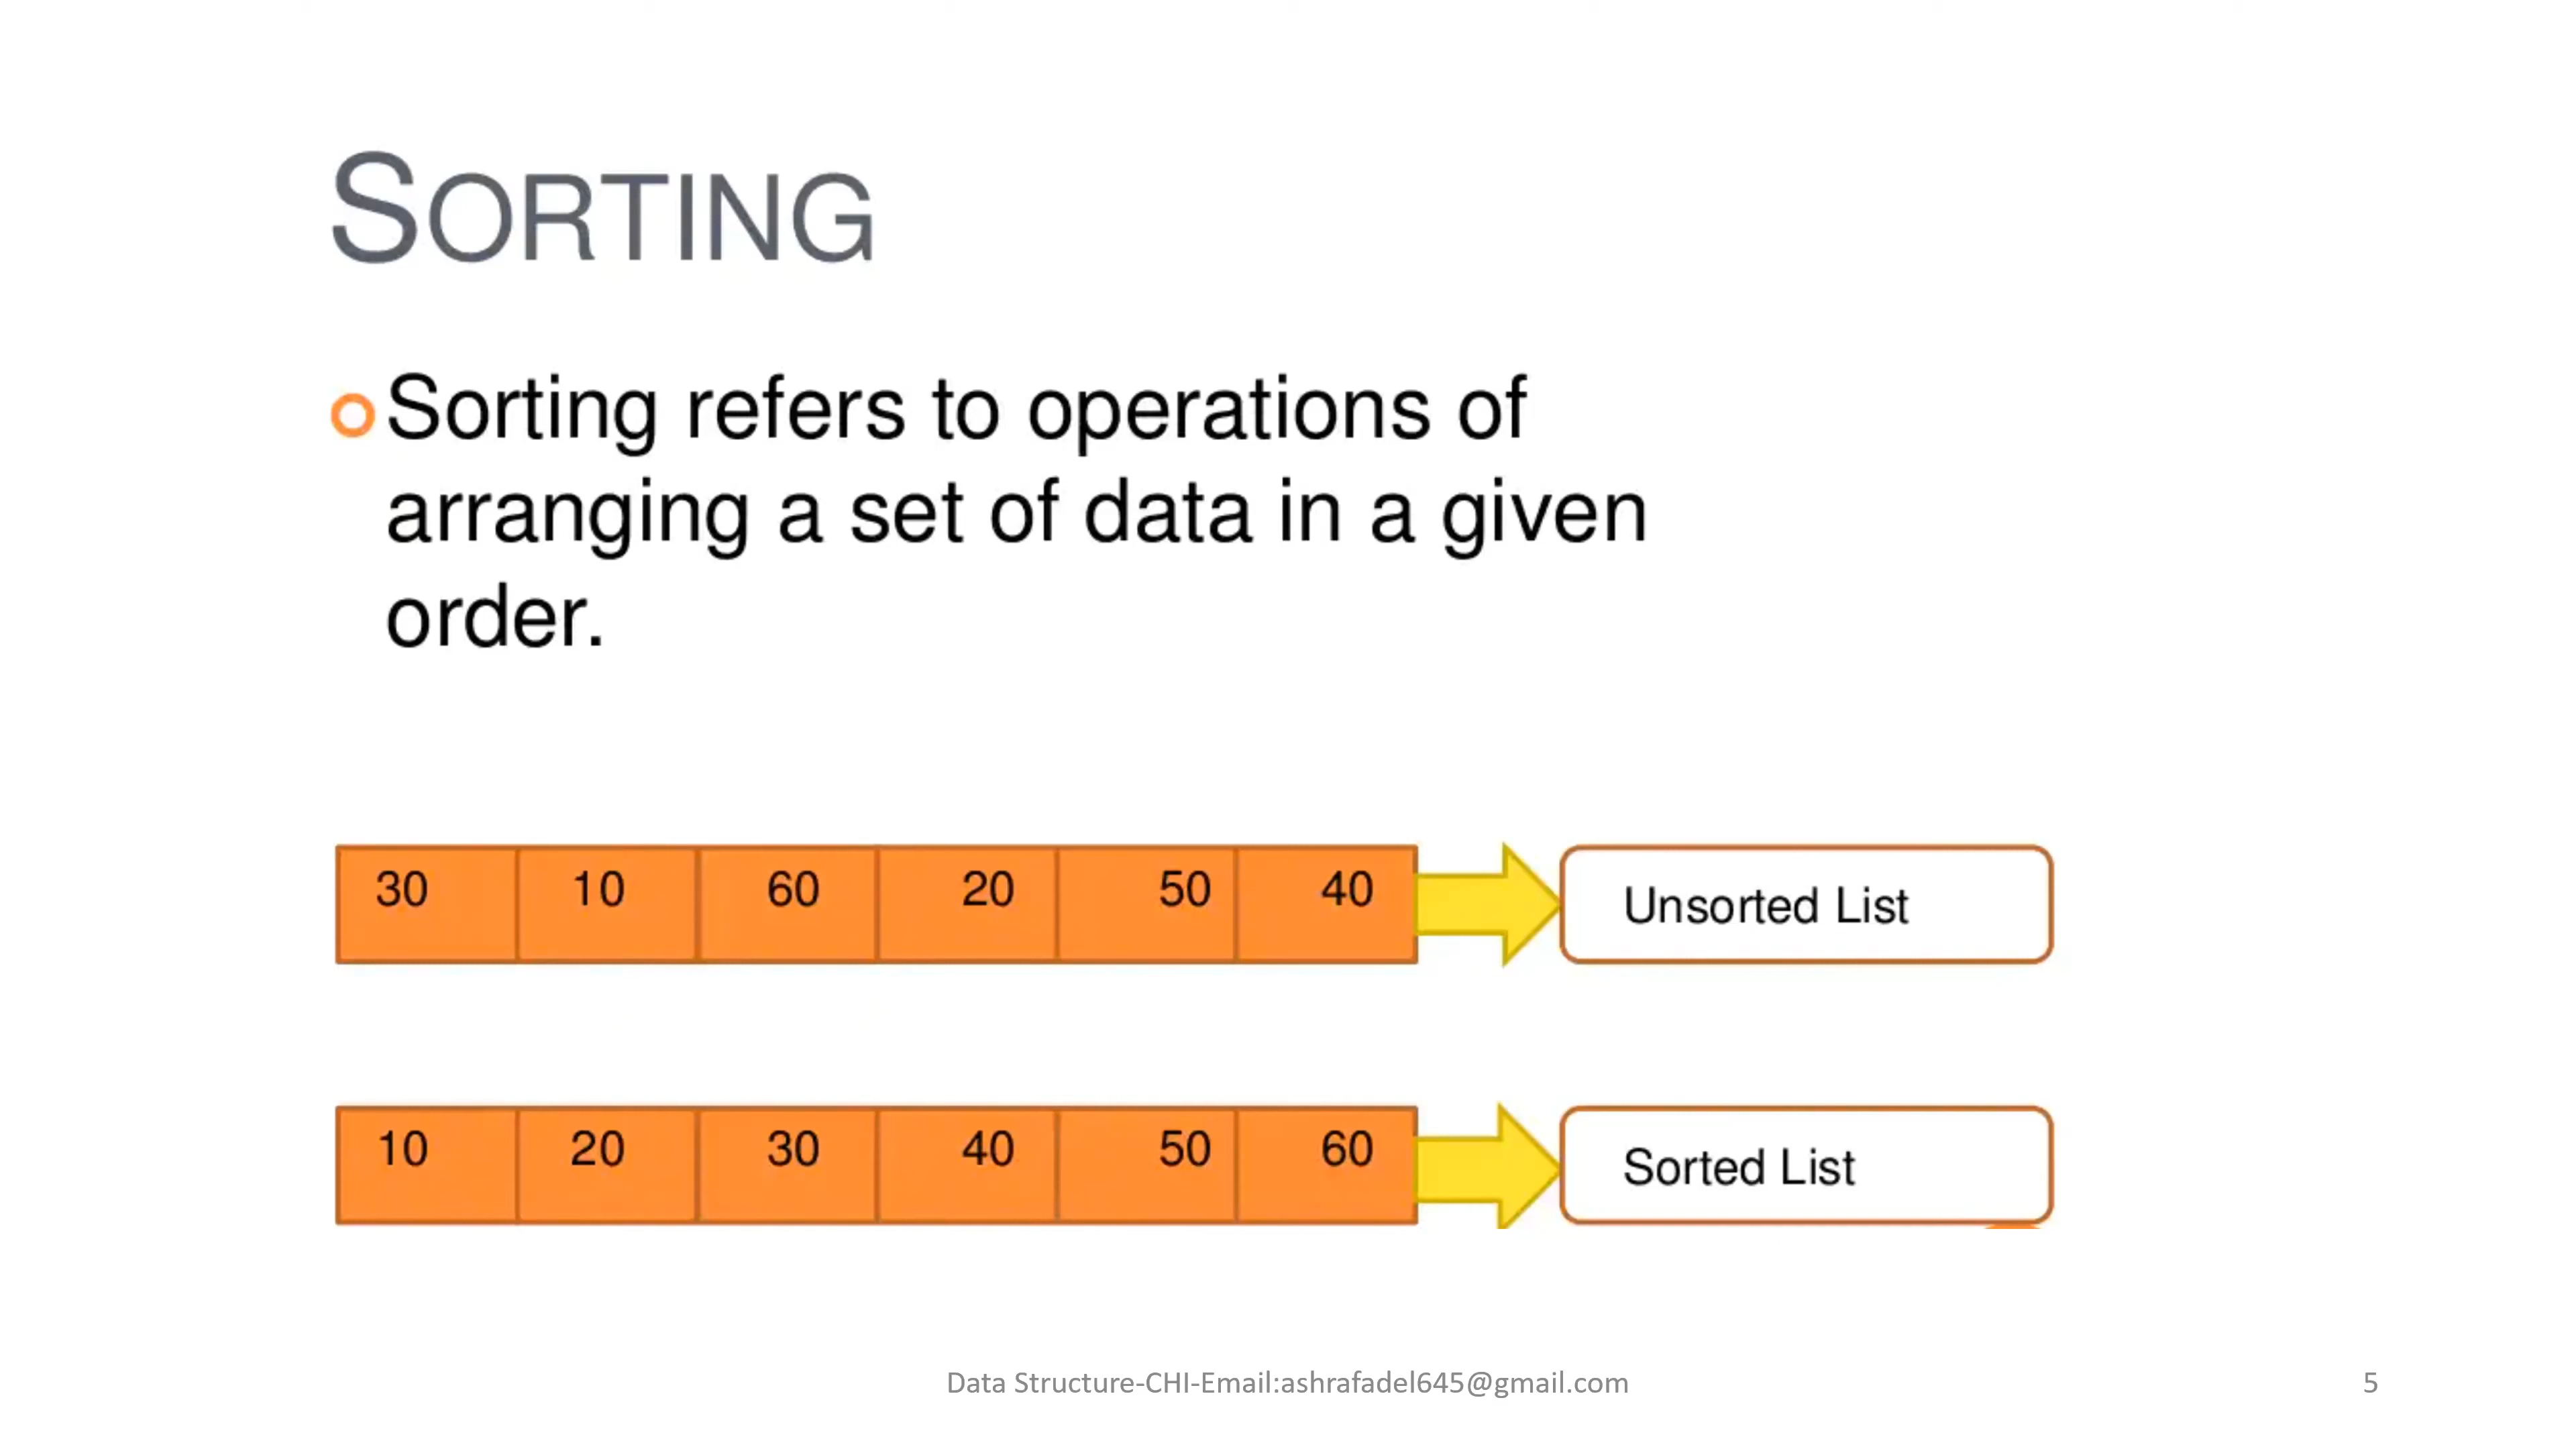 SORTING
Sorting refers to operations of
arranging a set of data in a given
order.
30 10 60 20 50 40 Unsorted List
10 20 30 40 50 60 Sorted List
Data Structure-CHI-Email:ashrafadel645@gmail.com 5